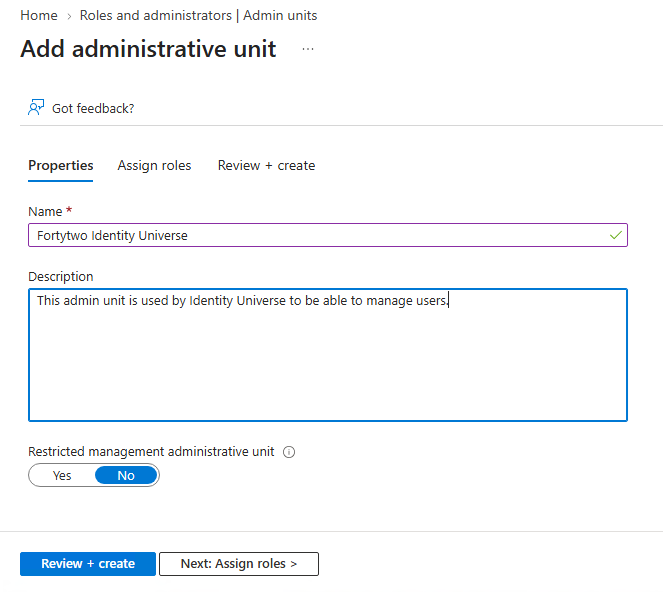 Home > Roles and administrators | Admin units
Add administrative unit ...
Got feedback?
Properties Assign roles Review + create
Name *
Fortytwo Identity Universe
Description
This admin unit is used by Identity Universe to be able to manage users.
Restricted management administrative unit
Yes No
Review + create Next: Assign roles >